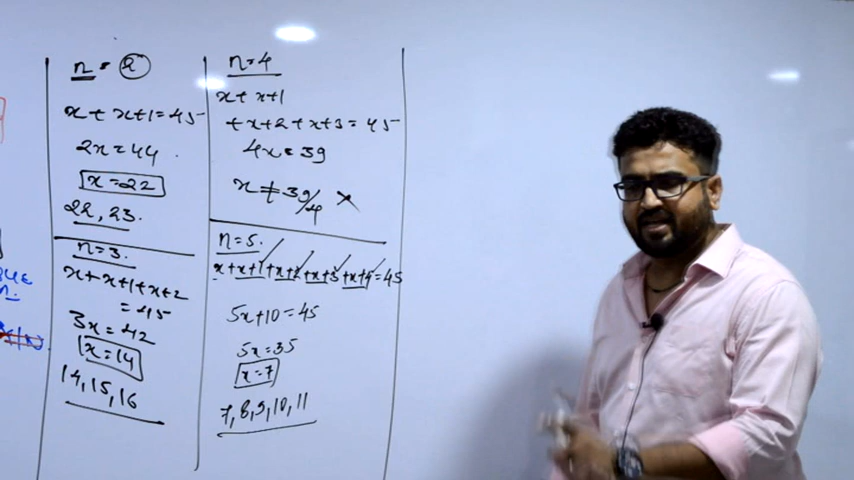 n = 2
x + x+1 = 45
2x = 44
x = 22
22, 23.
n = 3.
x + x+1 + x+2
= 45
3x = 42
x = 14
14, 15, 16
n = 4
x + x+1
+ x+2 + x+3 = 45
4x = 39
x ≠ 39/4 ×
n = 5.
x + x+1 + x+2 + x+3 + x+4 = 45
5x + 10 = 45
5x = 35
x = 7
7, 8, 9, 10, 11